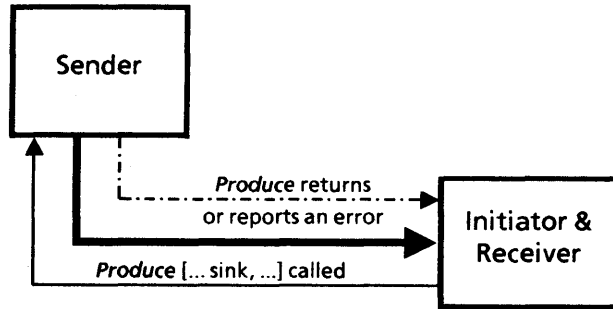 Sender
Produce returns
or reports an error
Initiator &
Receiver
Produce [... sink, ...] called